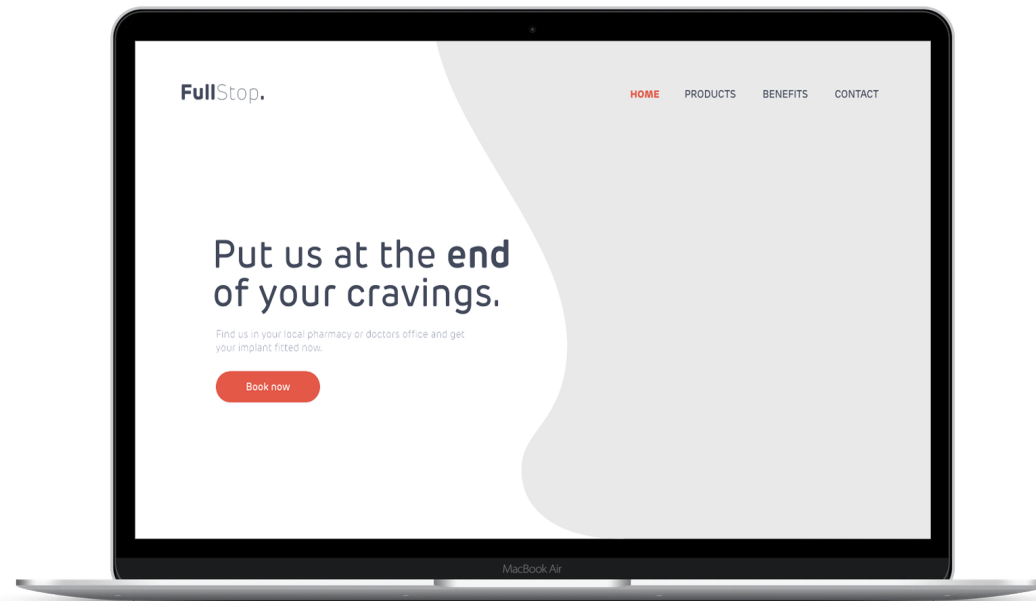 FullStop.
HOME PRODUCTS BENEFITS CONTACT
Put us at the end
of your cravings.
Find us in your local pharmacy or doctors office and get
your implant fitted now.
Book now
MacBook Air